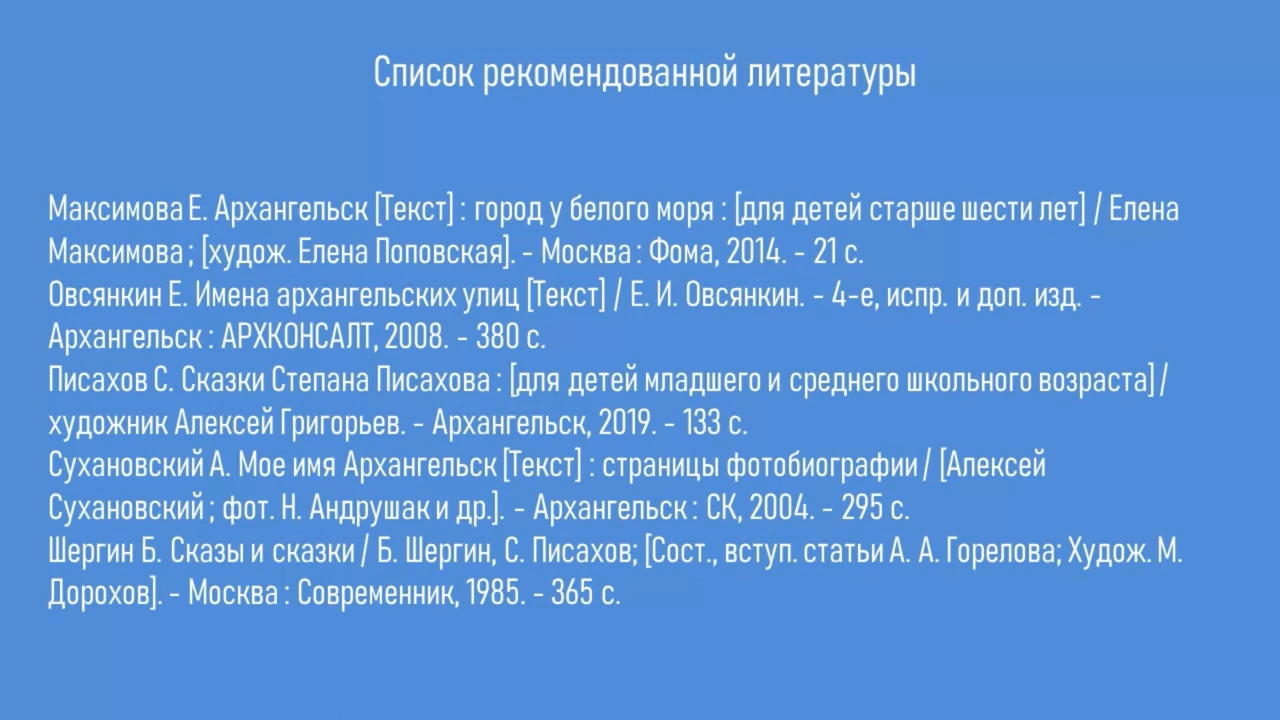 Список рекомендованной литературы
Максимова Е. Архангельск [Текст] : город у белого моря : [для детей старше шести лет] / Елена
Максимова ; [худож. Елена Поповская]. - Москва : Фома, 2014. - 21 с.
Овсянкин Е. Имена архангельских улиц [Текст] / Е. И. Овсянкин. - 4-е, испр. и доп. изд. -
Архангельск : АРХКОНСАЛТ, 2008. - 380 с.
Писахов С. Сказки Степана Писахова : [для детей младшего и среднего школьного возраста] /
художник Алексей Григорьев. - Архангельск, 2019. - 133 с.
Сухановский А. Мое имя Архангельск [Текст] : страницы фотобиографии / [Алексей
Сухановский ; фот. Н. Андрушак и др.]. - Архангельск : СК, 2004. - 295 с.
Шергин Б. Сказы и сказки / Б. Шергин, С. Писахов; [Сост., вступ. статьи А. А. Горелова; Худож. М.
Дорохов]. - Москва : Современник, 1985. - 365 с.